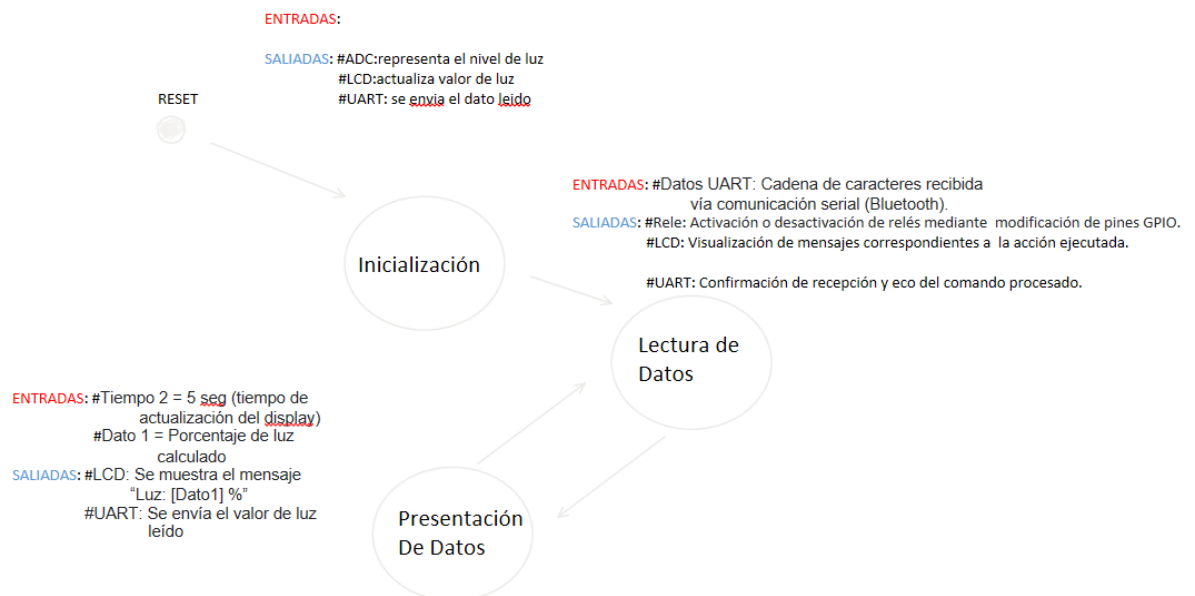 ENTRADAS:
SALIADAS: #ADC:representa el nivel de luz
#LCD:actualiza valor de luz
#UART: se envia el dato leido
RESET
ENTRADAS: #Datos UART: Cadena de caracteres recibida
vía comunicación serial (Bluetooth).
SALIADAS: #Rele: Activación o desactivación de relés mediante modificación de pines GPIO.
#LCD: Visualización de mensajes correspondientes a la acción ejecutada.
#UART: Confirmación de recepción y eco del comando procesado.
Inicialización
Lectura de
Datos
ENTRADAS: #Tiempo 2 = 5 seg (tiempo de
actualización del display)
#Dato 1 = Porcentaje de luz
calculado
SALIADAS: #LCD: Se muestra el mensaje
“Luz: [Dato1] %”
#UART: Se envía el valor de luz
leído
Presentación
De Datos